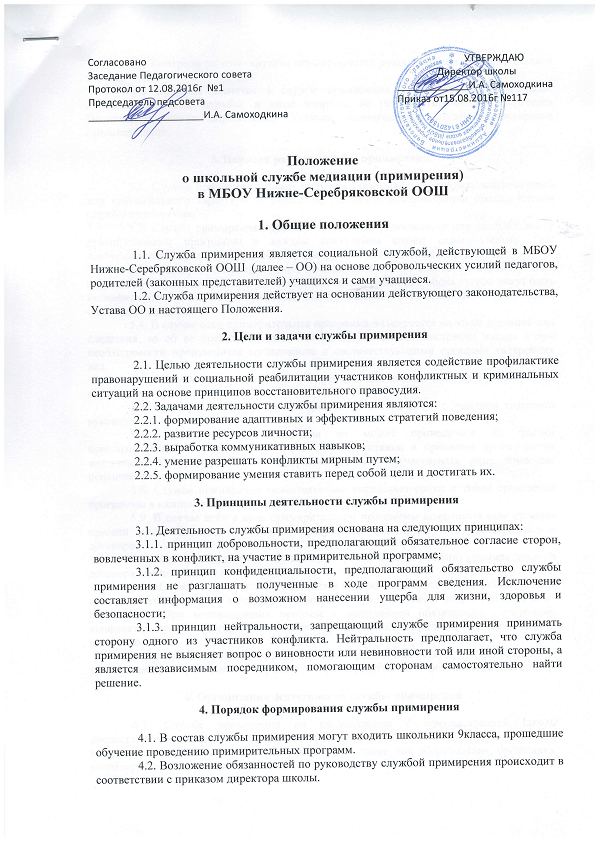 Согласовано
Заседание Педагогического совета
Протокол от 12.08.2016г №1
Председатель педсовета
И.А. Самоходкина
УТВЕРЖДАЮ
Директор школы
И.А. Самоходкина
Приказ от15.08.2016г №117
Положение
о школьной службе медиации (примирения)
в МБОУ Нижне-Серебряковской ООШ
1. Общие положения
1.1. Служба примирения является социальной службой, действующей в МБОУ
Нижне-Серебряковской ООШ (далее – ОО) на основе добровольческих усилий педагогов,
родителей (законных представителей) учащихся и сами учащиеся.
1.2. Служба примирения действует на основании действующего законодательства,
Устава ОО и настоящего Положения.
2. Цели и задачи службы примирения
2.1. Целью деятельности службы примирения является содействие профилактике
правонарушений и социальной реабилитации участников конфликтных и криминальных
ситуаций на основе принципов восстановительного правосудия.
2.2. Задачами деятельности службы примирения являются:
2.2.1. формирование адаптивных и эффективных стратегий поведения;
2.2.2. развитие ресурсов личности;
2.2.3. выработка коммуникативных навыков;
2.2.4. умение разрешать конфликты мирным путем;
2.2.5. формирование умения ставить перед собой цели и достигать их.
3. Принципы деятельности службы примирения
3.1. Деятельность службы примирения основана на следующих принципах:
3.1.1. принцип добровольности, предполагающий обязательное согласие сторон,
вовлеченных в конфликт, на участие в примирительной программе;
3.1.2. принцип конфиденциальности, предполагающий обязательство службы
примирения не разглашать полученные в ходе программ сведения. Исключение
составляет информация о возможном нанесении ущерба для жизни, здоровья и
безопасности;
3.1.3. принцип нейтральности, запрещающий службе примирения принимать
сторону одного из участников конфликта. Нейтральность предполагает, что служба
примирения не выясняет вопрос о виновности или невиновности той или иной стороны, а
является независимым посредником, помогающим сторонам самостоятельно найти
решение.
4. Порядок формирования службы примирения
4.1. В состав службы примирения могут входить школьники 9класса, прошедшие
обучение проведению примирительных программ.
4.2. Возложение обязанностей по руководству службой примирения происходит в
соответствии с приказом директора школы.